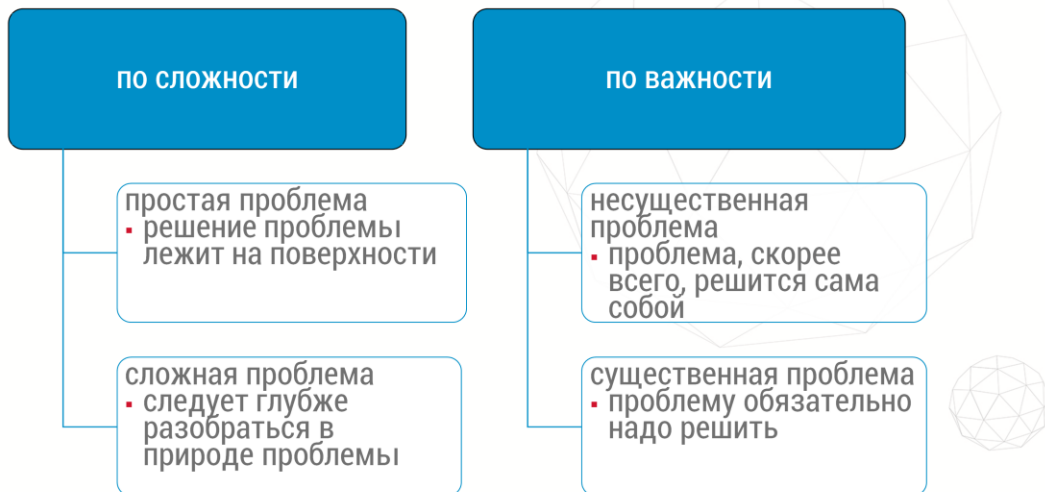 по сложности
простая проблема
▪ решение проблемы
лежит на поверхности
сложная проблема
▪ следует глубже
разобраться в
природе проблемы
по важности
несущественная
проблема
▪ проблема, скорее
всего, решится сама
собой
существенная проблема
▪ проблему обязательно
надо решить